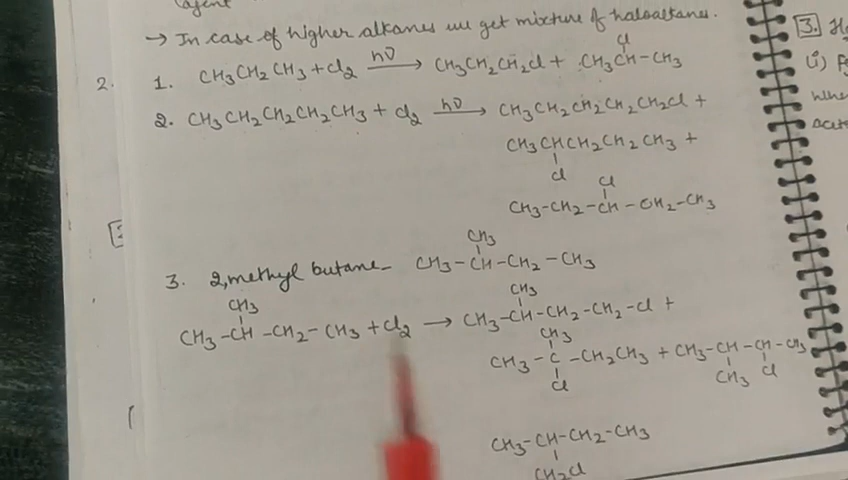 agent
→ In case of higher alkanes we get mixture of haloalkanes.
2.
1. CH3CH2CH3 + Cl2 hν → CH3CH2CH2Cl + CH3CH-CH3
Cl
2. CH3CH2CH2CH2CH3 + Cl2 hν → CH3CH2CH2CH2CH2Cl +
CH3CHCH2CH2CH3 +
Cl
Cl
CH3-CH2-CH-CH2-CH3
3. 2,methyl butane- CH3-CH-CH2-CH3
CH3
CH3
CH3-CH-CH2-CH3 + Cl2 → CH3-CH-CH2-CH2-Cl +
CH3
CH3
CH3-C-CH2CH3 + CH3-CH-CH-CH3
Cl
CH3 Cl
CH3-CH-CH2-CH3
CH2Cl
3.
(i)